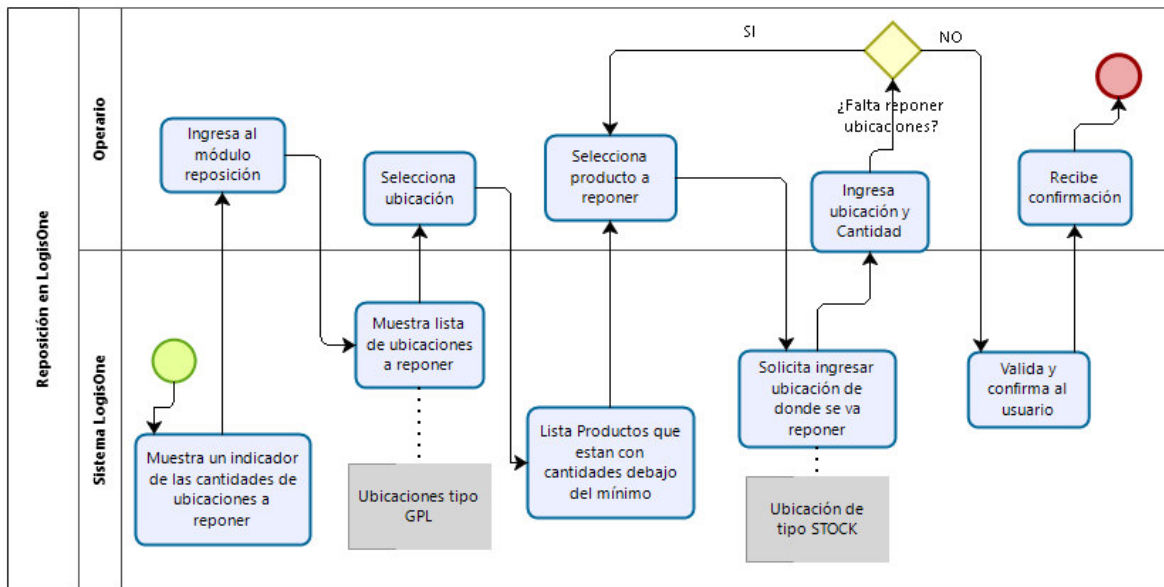 Reposición en LogisOne
Operario
Sistema LogisOne
Ingresa al
módulo
reposición
Selecciona
ubicación
Selecciona
producto a
reponer
SI
NO
¿Falta reponer
ubicaciones?
Ingresa
ubicación y
Cantidad
Recibe
confirmación
Muestra un indicador
de las cantidades de
ubicaciones a
reponer
Muestra lista
de ubicaciones
a reponer
Ubicaciones tipo
GPL
Lista Productos que
estan con
cantidades debajo
del mínimo
Solicita ingresar
ubicación de
donde se va
reponer
Ubicación de
tipo STOCK
Valida y
confirma al
usuario